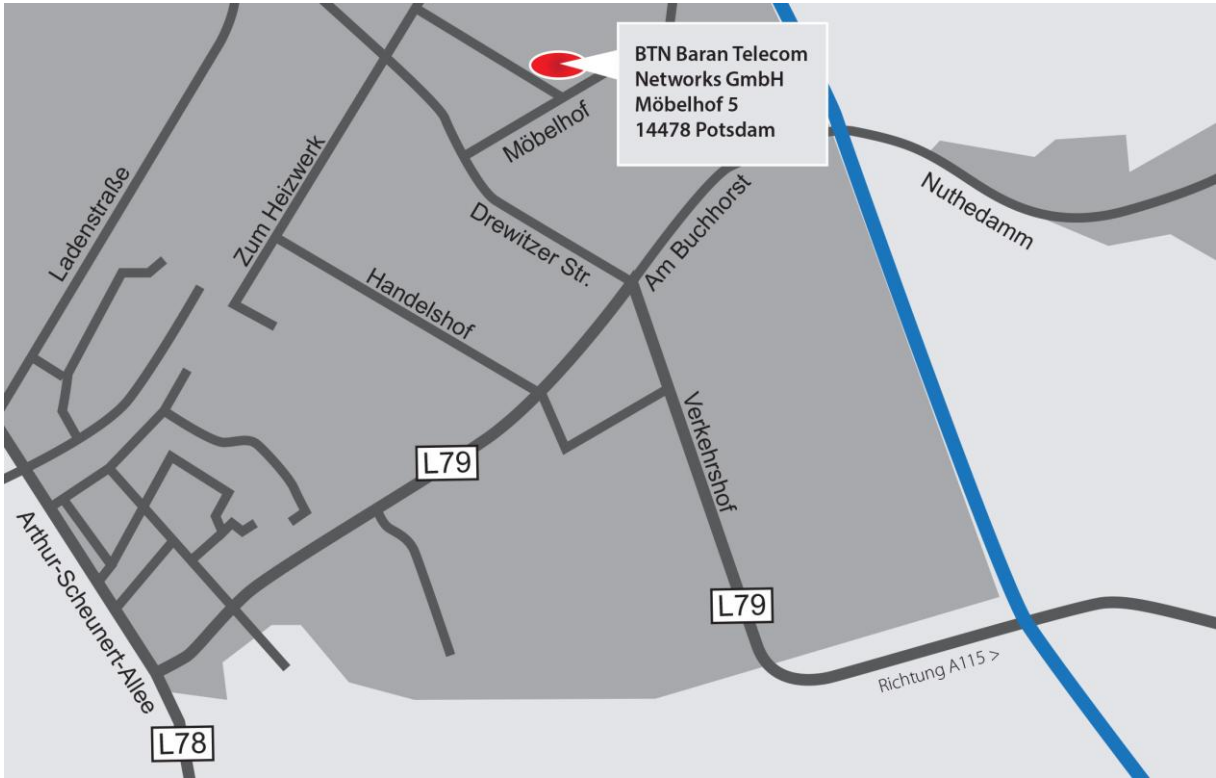 BTN Baran Telecom
Networks GmbH
Möbelhof 5
14478 Potsdam
Möbelhof
Ladenstraße
Zum Heizwerk
Nuthedamm
Drewitzer Str.
Am Buchhorst
Handelshof
L79
Verkehrshof
Arthur-Scheunert-Allee
L79
Richtung A115 >
L78